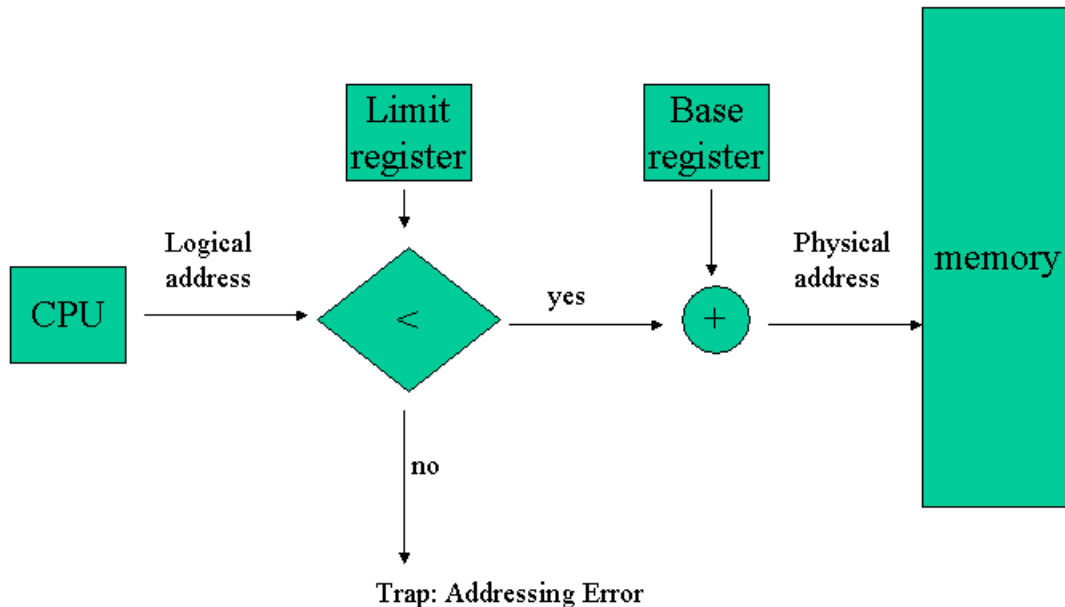 Limit
register
Base
register
Logical
address
Physical
address
memory
CPU
<
yes
+
no
Trap: Addressing Error